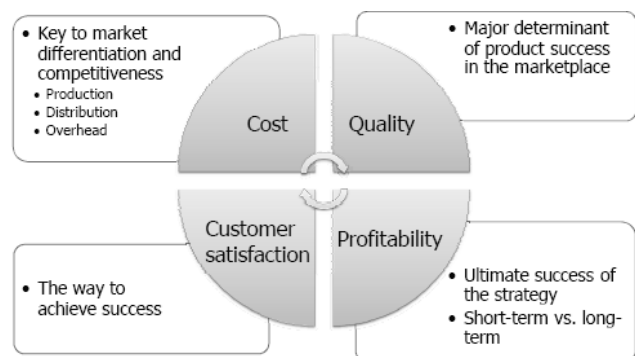 • Key to market
differentiation and
competitiveness
• Production
• Distribution
• Overhead
Cost
Quality
• Major determinant
of product success
in the marketplace
Customer
satisfaction
Profitability
• The way to
achieve success
• Ultimate success of
the strategy
• Short-term vs. long-
term